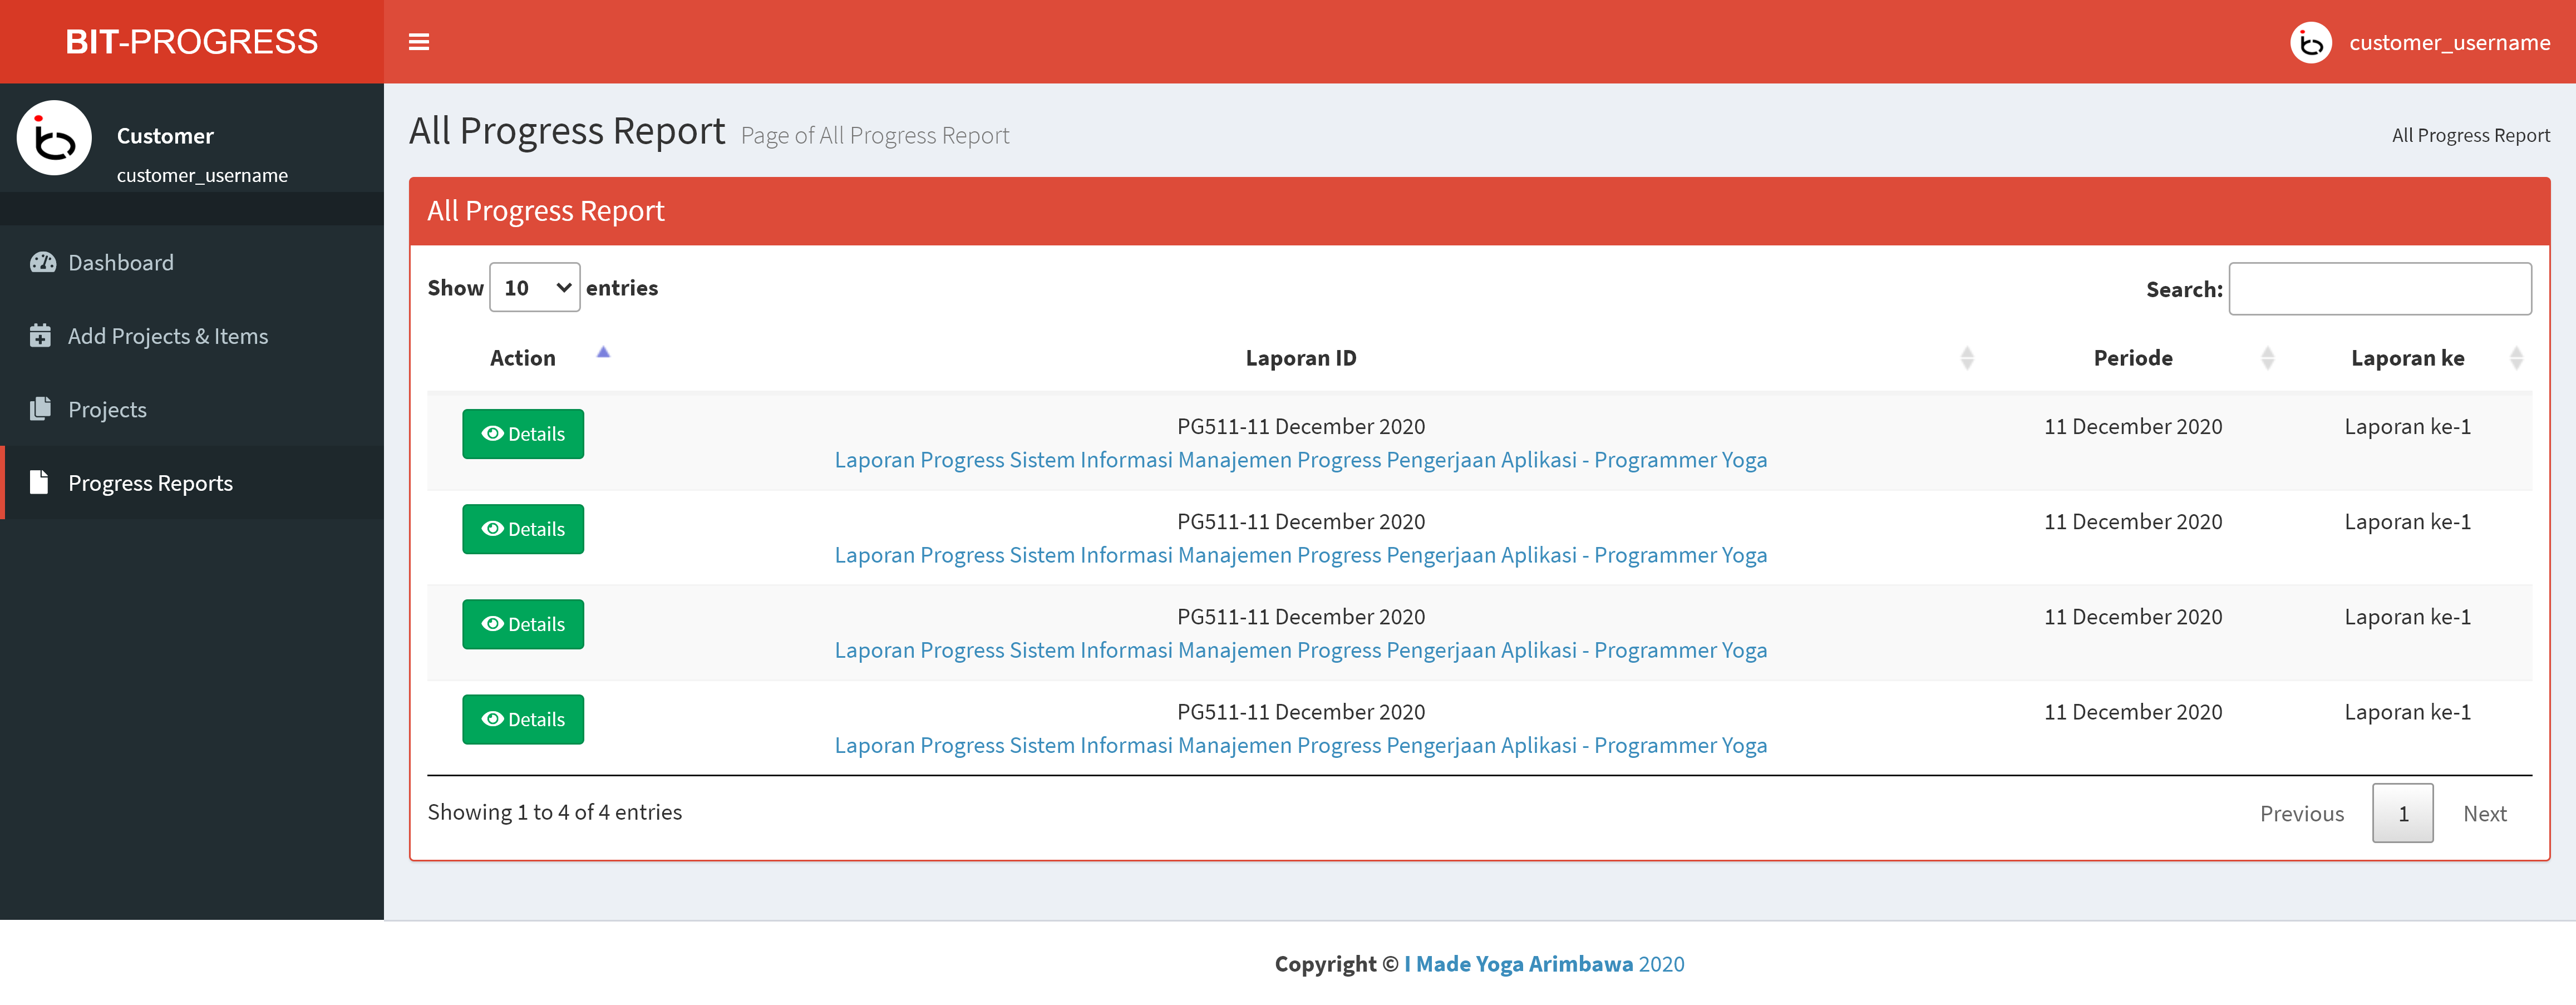 BIT-PROGRESS
customer_username
Customer
customer_username
Dashboard
Add Projects & Items
Projects
Progress Reports
All Progress Report Page of All Progress Report
All Progress Report
All Progress Report
Show 10 entries
Search:
Action Laporan ID Periode Laporan ke
Details PG511-11 December 2020 11 December 2020 Laporan ke-1
Laporan Progress Sistem Informasi Manajemen Progress Pengerjaan Aplikasi - Programmer Yoga
Details PG511-11 December 2020 11 December 2020 Laporan ke-1
Laporan Progress Sistem Informasi Manajemen Progress Pengerjaan Aplikasi - Programmer Yoga
Details PG511-11 December 2020 11 December 2020 Laporan ke-1
Laporan Progress Sistem Informasi Manajemen Progress Pengerjaan Aplikasi - Programmer Yoga
Details PG511-11 December 2020 11 December 2020 Laporan ke-1
Laporan Progress Sistem Informasi Manajemen Progress Pengerjaan Aplikasi - Programmer Yoga
Showing 1 to 4 of 4 entries
Previous 1 Next
Copyright © I Made Yoga Arimbawa 2020